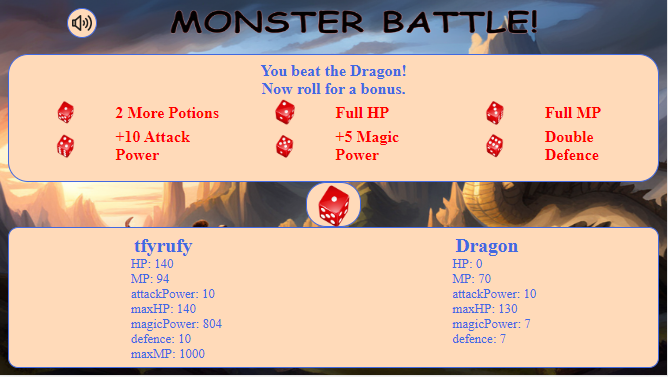 MONSTER BATTLE!
You beat the Dragon!
Now roll for a bonus.
2 More Potions
Full HP
Full MP
+10 Attack
Power
+5 Magic
Power
Double
Defence
tfyrufy
HP: 140
MP: 94
attackPower: 10
maxHP: 140
magicPower: 804
defence: 10
maxMP: 1000
Dragon
HP: 0
MP: 70
attackPower: 10
maxHP: 130
magicPower: 7
defence: 7